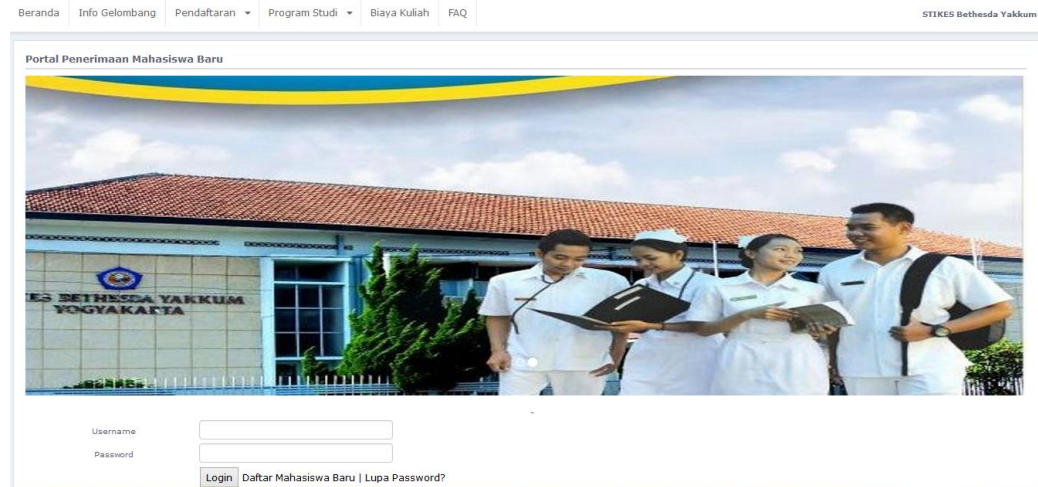 Beranda Info Gelombang Pendaftaran Program Studi Biaya Kuliah FAQ STIKES Bethesda Yakkum
Portal Penerimaan Mahasiswa Baru
ES BETHESDA YAKKUM
YOGYAKARTA
Username
Password
Login Daftar Mahasiswa Baru | Lupa Password?